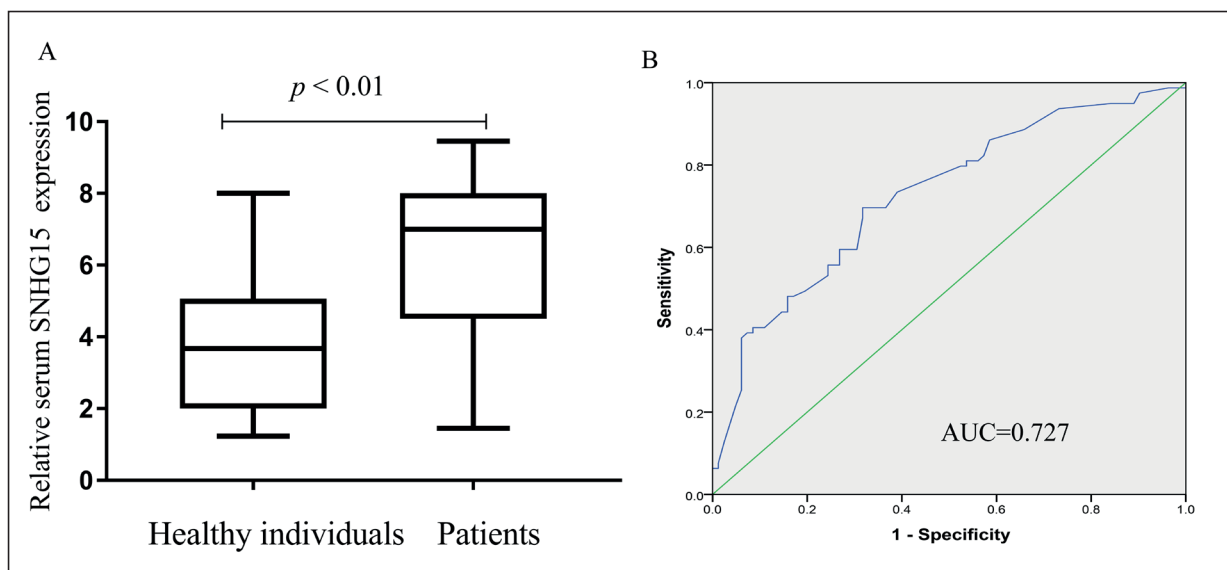 A
p < 0.01
Relative serum SNHG15 expression
10
8
6
4
2
0
Healthy individuals
Patients
B
Sensitivity
1.0
0.8
0.6
0.4
0.2
0.0
AUC=0.727
0.0 0.2 0.4 0.6 0.8 1.0
1 - Specificity